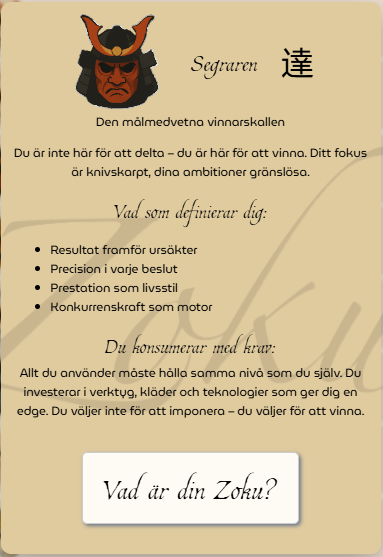 Segraren 達
Den målmedvetna vinnarskallen
Du är inte här för att delta – du är här för att vinna. Ditt fokus
är knivskarpt, dina ambitioner gränslösa.
Vad som definierar dig:
• Resultat framför ursäkter
• Precision i varje beslut
• Prestation som livsstil
• Konkurrenskraft som motor
Du konsumerar med krav:
Allt du använder måste hålla samma nivå som du själv. Du
investerar i verktyg, kläder och teknologier som ger dig en
edge. Du väljer inte för att imponera – du väljer för att vinna.
Vad är din Zoku?
Zoku